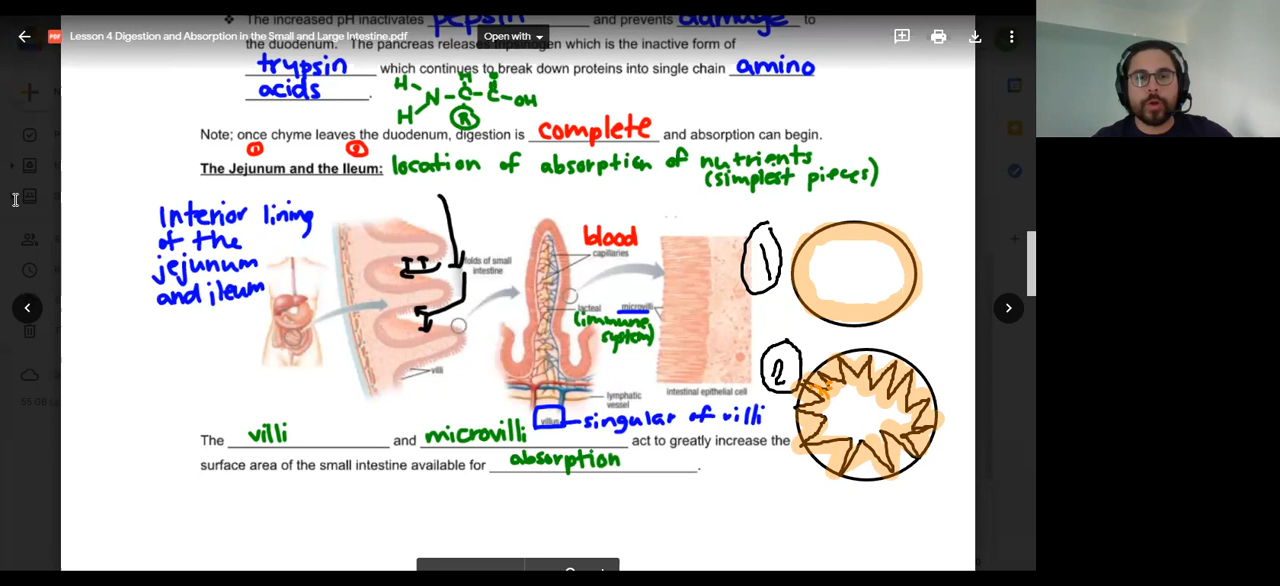 ❖ The increased pH inactivates pepsin and prevents damage to
Lesson 4 Digestion and Absorption in the Small and Large Intestine.pdf
Open with
the duodenum. The pancreas releases trypsinogen which is the inactive form of
trypsin which continues to break down proteins into single chain amino
acids.
H H O
N - C - C - OH
H R
Note; once chyme leaves the duodenum, digestion is complete and absorption can begin.
1 2
The Jejunum and the Ileum: location of absorption of nutrients
(simplest pieces)
Interior lining
of the
jejunum
and ileum
folds of small
intestine
villi
blood
capillaries
lacteal
(immune
system)
microvilli
lymphatic
vessel
intestinal epithelial cell
villus - singular of villi
1
2
The villi and microvilli act to greatly increase the
surface area of the small intestine available for absorption.